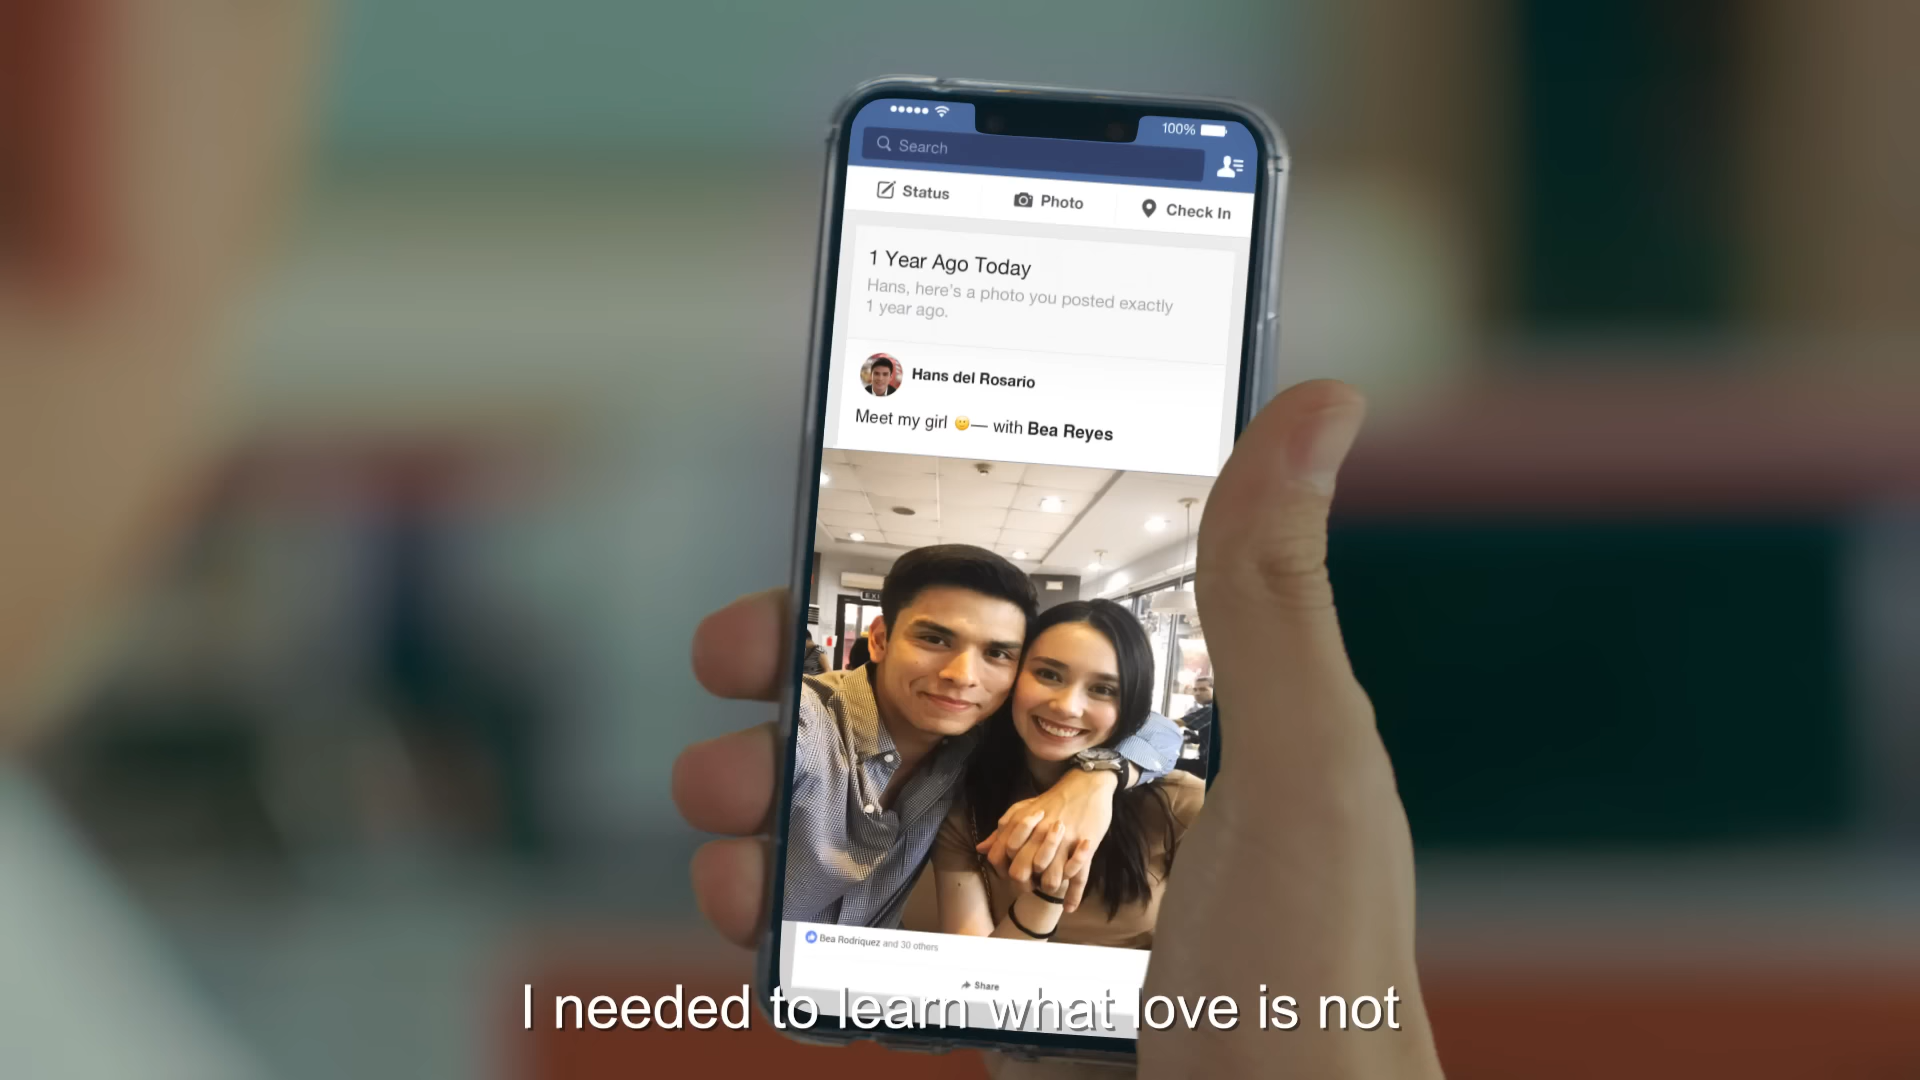 100%
Search
Status
Photo
Check In
1 Year Ago Today
Hans, here's a photo you posted exactly
1 year ago.
Hans del Rosario
Meet my girl 🙂— with Bea Reyes
EXI
Bea Rodriquez and 30 others
Share
I needed to learn what love is not